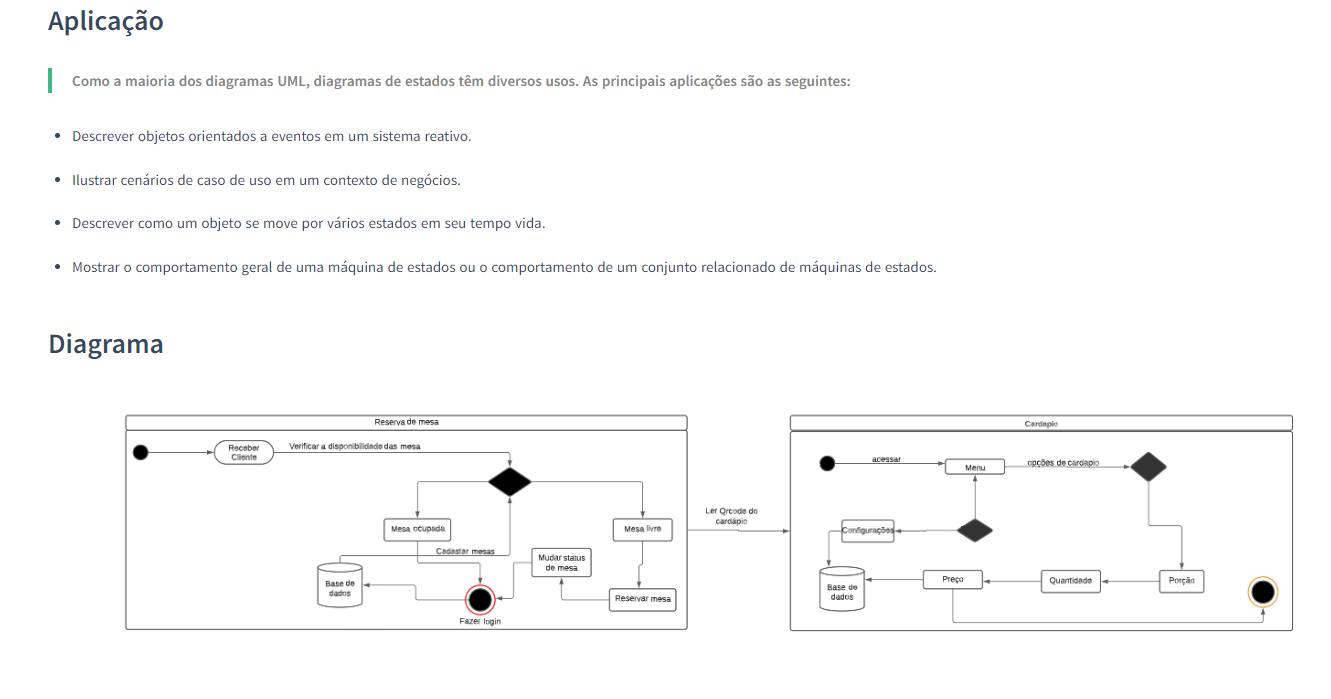 Aplicação
Como a maioria dos diagramas UML, diagramas de estados têm diversos usos. As principais aplicações são as seguintes:
Descrever objetos orientados a eventos em um sistema reativo.
Ilustrar cenários de caso de uso em um contexto de negócios.
Descrever como um objeto se move por vários estados em seu tempo vida.
Mostrar o comportamento geral de uma máquina de estados ou o comportamento de um conjunto relacionado de máquinas de estados.
Diagrama
Reserva de mesa
Receber
Cliente
Verificar a disponibilidade das mesa
Mesa ocupada
Mesa livre
Cadastar mesas
Mudar status
de mesa
Base de
dados
Reservar mesa
Fazer login
Ler Qrcode do
cardápio
Cardapio
acessar
Menu
opções de cardapio
Configurações
Base de
dados
Preço
Quantidade
Porção